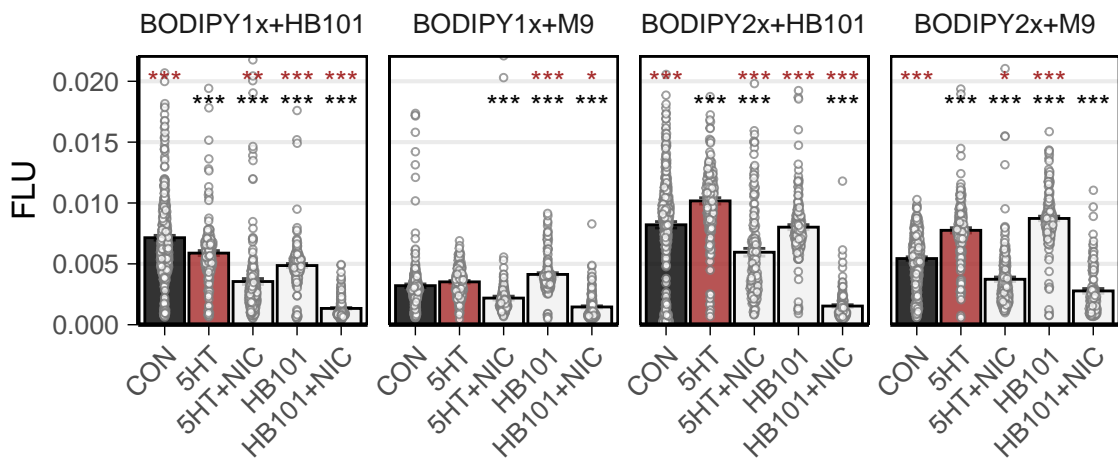 BODIPY1x+HB101 BODIPY1x+M9 BODIPY2x+HB101 BODIPY2x+M9
0.020 *** ** *** *** *** * *** *** *** *** *** * ***
*** *** *** *** *** *** *** *** *** *** *** *** *** ***
0.015
0.010
0.005
0.000
FLU
CON 5HT 5HT+NIC HB101 HB101+NIC CON 5HT 5HT+NIC HB101 HB101+NIC CON 5HT 5HT+NIC HB101 HB101+NIC CON 5HT 5HT+NIC HB101 HB101+NIC